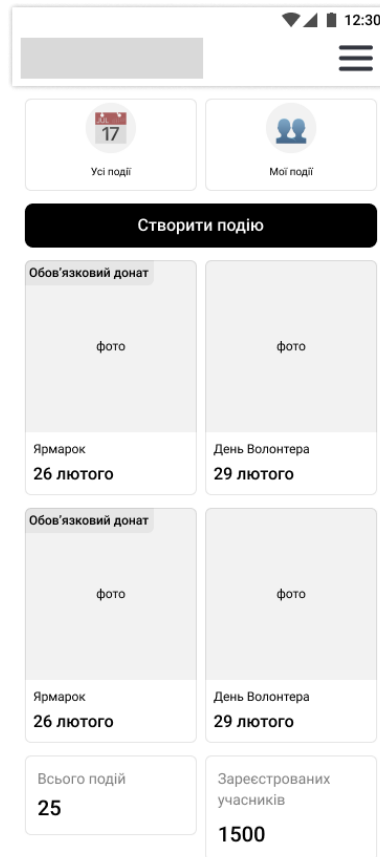 12:30
17
Усі події
Мої події
Створити подію
Обов'язковий донат
фото
фото
Ярмарок
26 лютого
День Волонтера
29 лютого
Обов'язковий донат
фото
фото
Ярмарок
26 лютого
День Волонтера
29 лютого
Всього подій
25
Зареєстрованих
учасників
1500